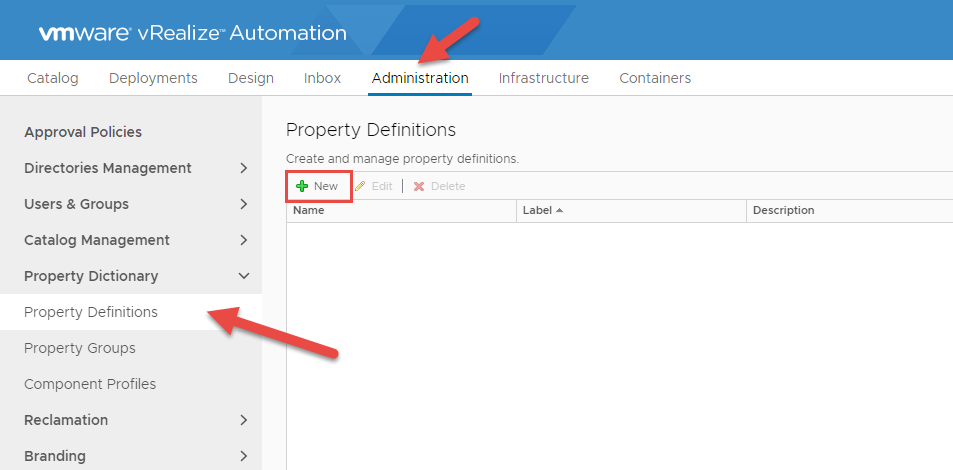 vmware® vRealize™ Automation
Catalog Deployments Design Inbox Administration Infrastructure Containers
Approval Policies
Directories Management
Users & Groups
Catalog Management
Property Dictionary
Property Definitions
Property Groups
Component Profiles
Reclamation
Branding
Property Definitions
Create and manage property definitions.
New Edit Delete
Name Label Description